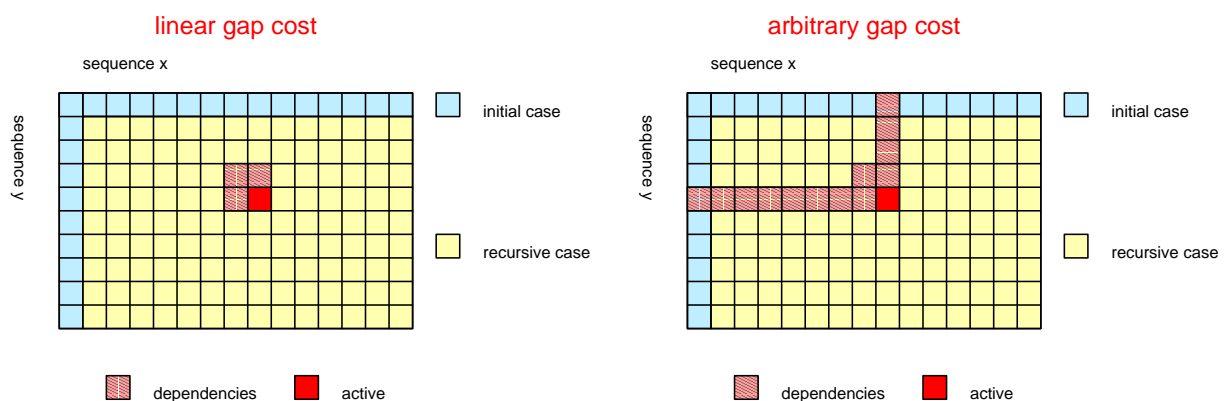 linear gap cost
sequence x
sequence y
initial case
recursive case
dependencies
active
arbitrary gap cost
sequence x
sequence y
initial case
recursive case
dependencies
active